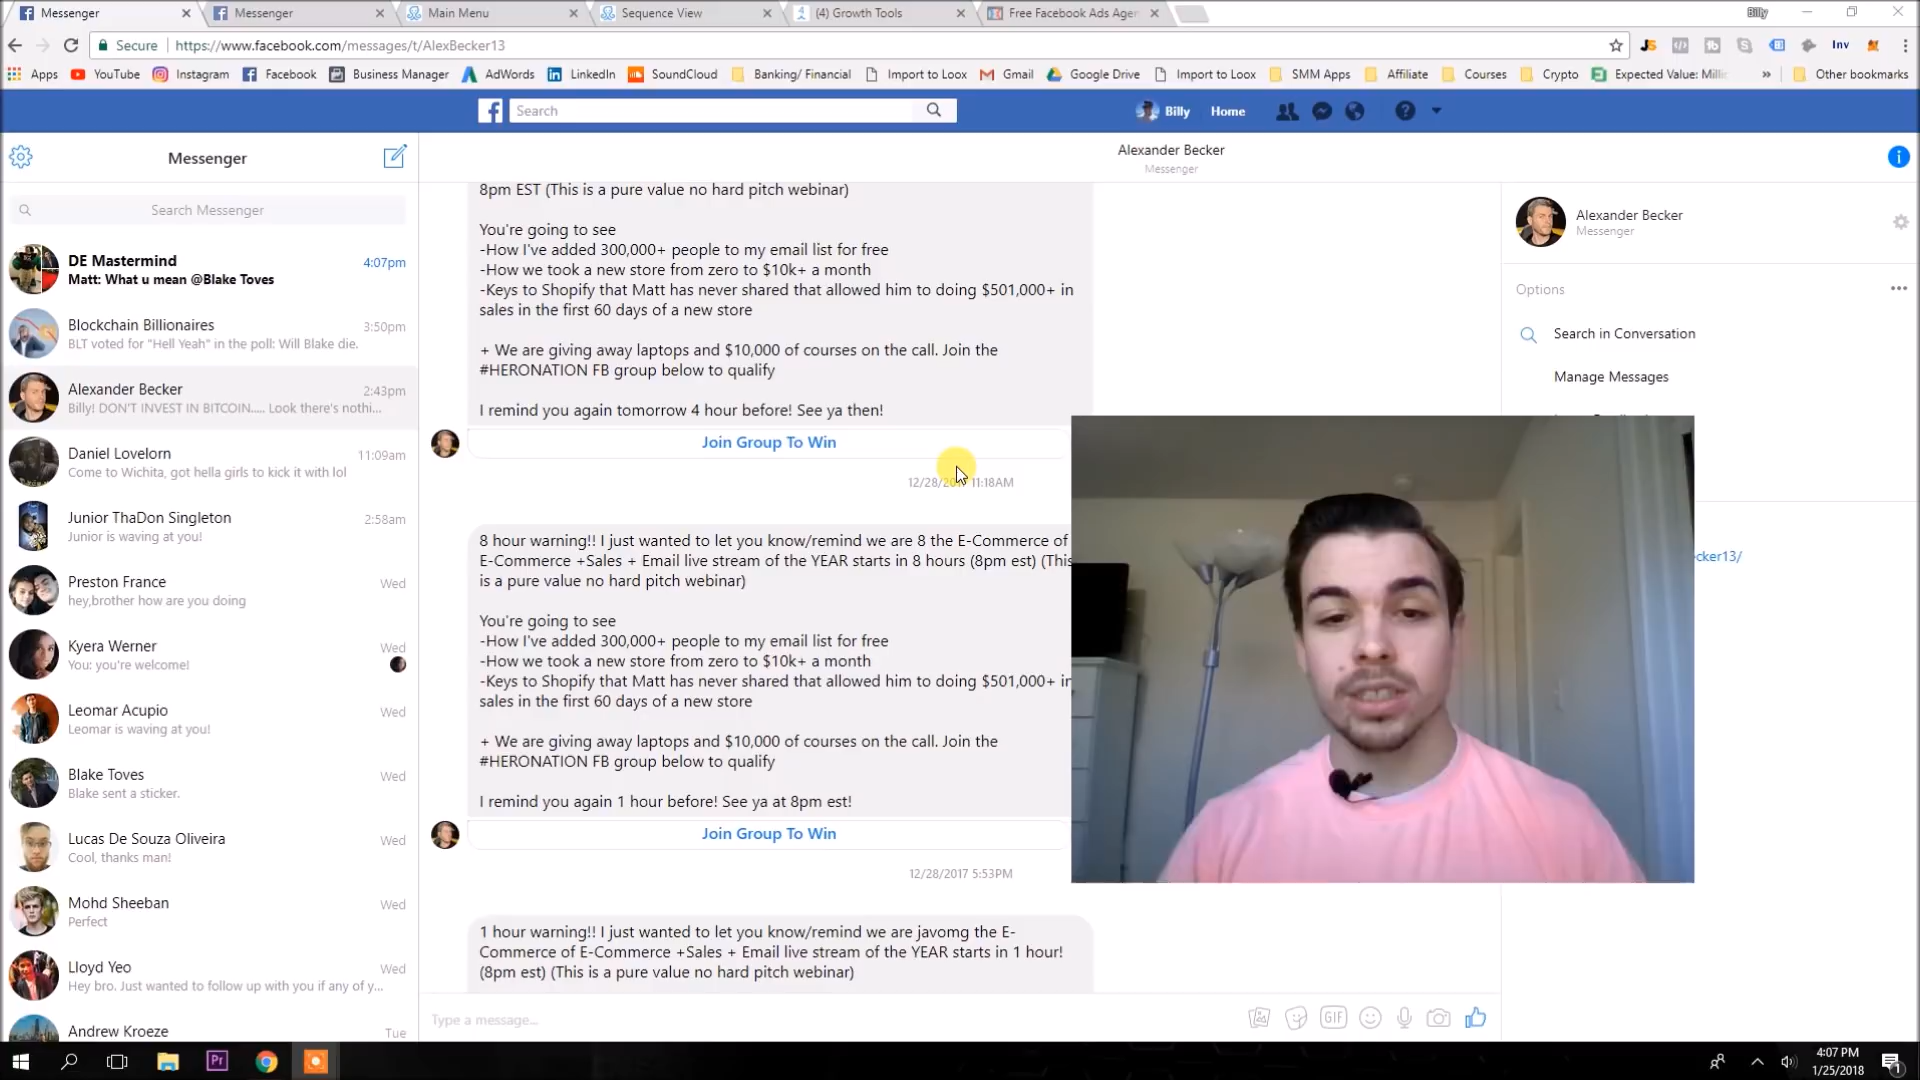 Messenger
Messenger
Main Menu
Sequence View
(4) Growth Tools
Free Facebook Ads Agen
Billy
Secure
https://www.facebook.com/messages/t/AlexBecker13
Inv
Apps
YouTube
Instagram
Facebook
Business Manager
AdWords
LinkedIn
SoundCloud
Banking/ Financial
Import to Loox
Gmail
Google Drive
Import to Loox
SMM Apps
Affiliate
Courses
Crypto
Expected Value: Milli
Other bookmarks
Search
Billy
Home
Messenger
Search Messenger
DE Mastermind
4:07pm
Matt: What u mean @Blake Toves
Blockchain Billionaires
3:50pm
BLT voted for "Hell Yeah" in the poll: Will Blake die.
Alexander Becker
2:43pm
Billy! DON'T INVEST IN BITCOIN..... Look there's nothi...
Daniel Lovelorn
11:09am
Come to Wichita, got hella girls to kick it with lol
Junior ThaDon Singleton
2:58am
Junior is waving at you!
Preston France
Wed
hey,brother how are you doing
Kyera Werner
Wed
You: you're welcome!
Leomar Acupio
Wed
Leomar is waving at you!
Blake Toves
Wed
Blake sent a sticker.
Lucas De Souza Oliveira
Wed
Cool, thanks man!
Mohd Sheeban
Wed
Perfect
Lloyd Yeo
Wed
Hey bro. Just wanted to follow up with you if any of y...
Andrew Kroeze
Tue
Alexander Becker
Messenger
8pm EST (This is a pure value no hard pitch webinar)
You're going to see
-How I've added 300,000+ people to my email list for free
-How we took a new store from zero to $10k+ a month
-Keys to Shopify that Matt has never shared that allowed him to doing $501,000+ in
sales in the first 60 days of a new store
+ We are giving away laptops and $10,000 of courses on the call. Join the
#HERONATION FB group below to qualify
I remind you again tomorrow 4 hour before! See ya then!
Join Group To Win
11:18AM
8 hour warning!! I just wanted to let you know/remind we are 8 the E-Commerce of
E-Commerce +Sales + Email live stream of the YEAR starts in 8 hours (8pm est) (This
is a pure value no hard pitch webinar)
You're going to see
-How I've added 300,000+ people to my email list for free
-How we took a new store from zero to $10k+ a month
-Keys to Shopify that Matt has never shared that allowed him to doing $501,000+ in
sales in the first 60 days of a new store
+ We are giving away laptops and $10,000 of courses on the call. Join the
#HERONATION FB group below to qualify
I remind you again 1 hour before! See ya at 8pm est!
Join Group To Win
12/28/2017 5:53PM
1 hour warning!! I just wanted to let you know/remind we are javomg the E-
Commerce of E-Commerce +Sales + Email live stream of the YEAR starts in 1 hour!
(8pm est) (This is a pure value no hard pitch webinar)
Type a message...
GIF
Alexander Becker
Messenger
Options
Search in Conversation
Manage Messages
cker13/
Pr
4:07 PM
1/25/2018
1